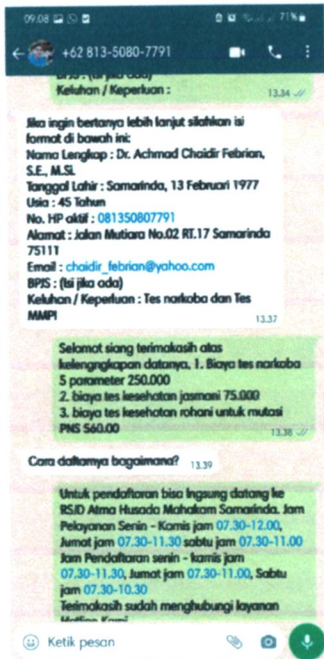 09.08 71%
+62 813-5080-7791
BPJS : (isi jika ada)
Keluhan / Keperluan :
13.34
Jika ingin bertanya lebih lanjut silahkan isi
format di bawah ini:
Nama Lengkap : Dr. Achmad Chaidir Febrian,
S.E., M.Si.
Tanggal Lahir : Samarinda, 13 Februari 1977
Usia : 45 Tahun
No. HP aktif : 081350807791
Alamat : Jalan Mutiara No.02 RT.17 Samarinda
75111
Email : chaidir_febrian@yahoo.com
BPJS : (Isi jika ada)
Keluhan / Keperluan : Tes narkoba dan Tes
MMPI
13.37
Selamat siang terimakasih atas
kelengngkapan datanya, 1. Biaya tes narkoba
5 parameter 250.000
2. biaya tes kesehatan jasmani 75.000
3. biaya tes kesehatan rohani untuk mutasi
PNS 560.00
13.38
Cara daftarnya bagaimana? 13.39
Untuk pendaftaran bisa lngsung datang ke
RSJD Atma Husada Mahakam Samarinda. Jam
Pelayanan Senin - Kamis jam 07.30-12.00,
Jumat jam 07.30-11.30 sabtu jam 07.30-11.00
Jam Pendaftaran senin - kamis jam
07.30-11.30, Jumat jam 07.30-11.00, Sabtu
jam 07.30-10.30
Terimakasih sudah menghubungi layanan
Hotline Kami
Ketik pesan